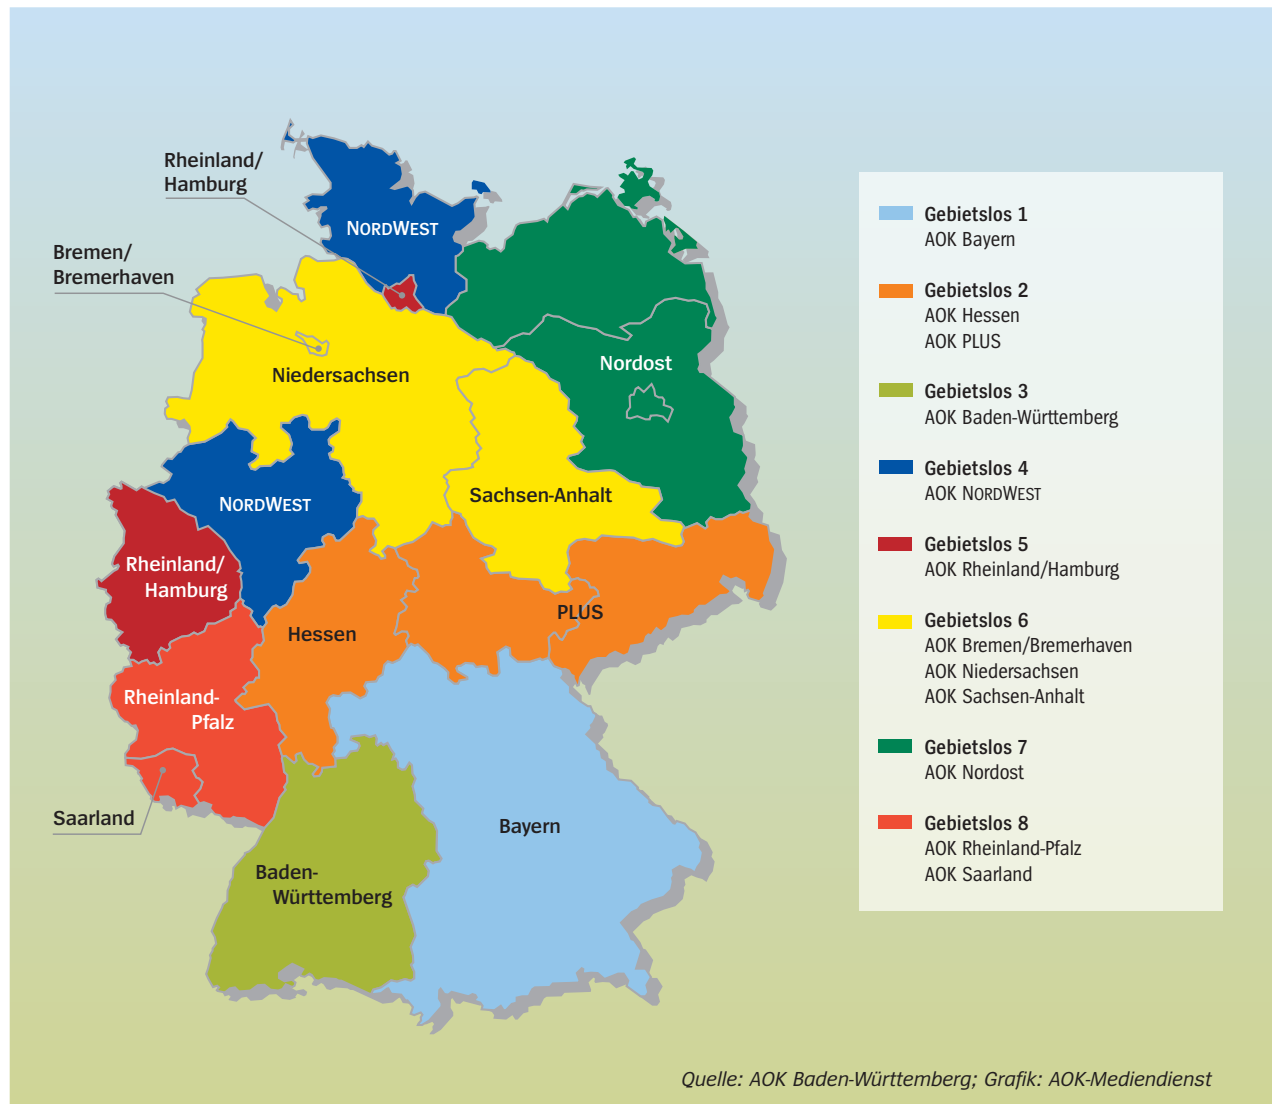 Rheinland/
Hamburg
NORDWEST
Bremen/
Bremerhaven
Niedersachsen
Nordost
NORDWEST
Sachsen-Anhalt
Rheinland/
Hamburg
Hessen
PLUS
Rheinland-
Pfalz
Saarland
Bayern
Baden-
Württemberg
Gebietslos 1
AOK Bayern
Gebietslos 2
AOK Hessen
AOK PLUS
Gebietslos 3
AOK Baden-Württemberg
Gebietslos 4
AOK NORDWEST
Gebietslos 5
AOK Rheinland/Hamburg
Gebietslos 6
AOK Bremen/Bremerhaven
AOK Niedersachsen
AOK Sachsen-Anhalt
Gebietslos 7
AOK Nordost
Gebietslos 8
AOK Rheinland-Pfalz
AOK Saarland
Quelle: AOK Baden-Württemberg; Grafik: AOK-Mediendienst